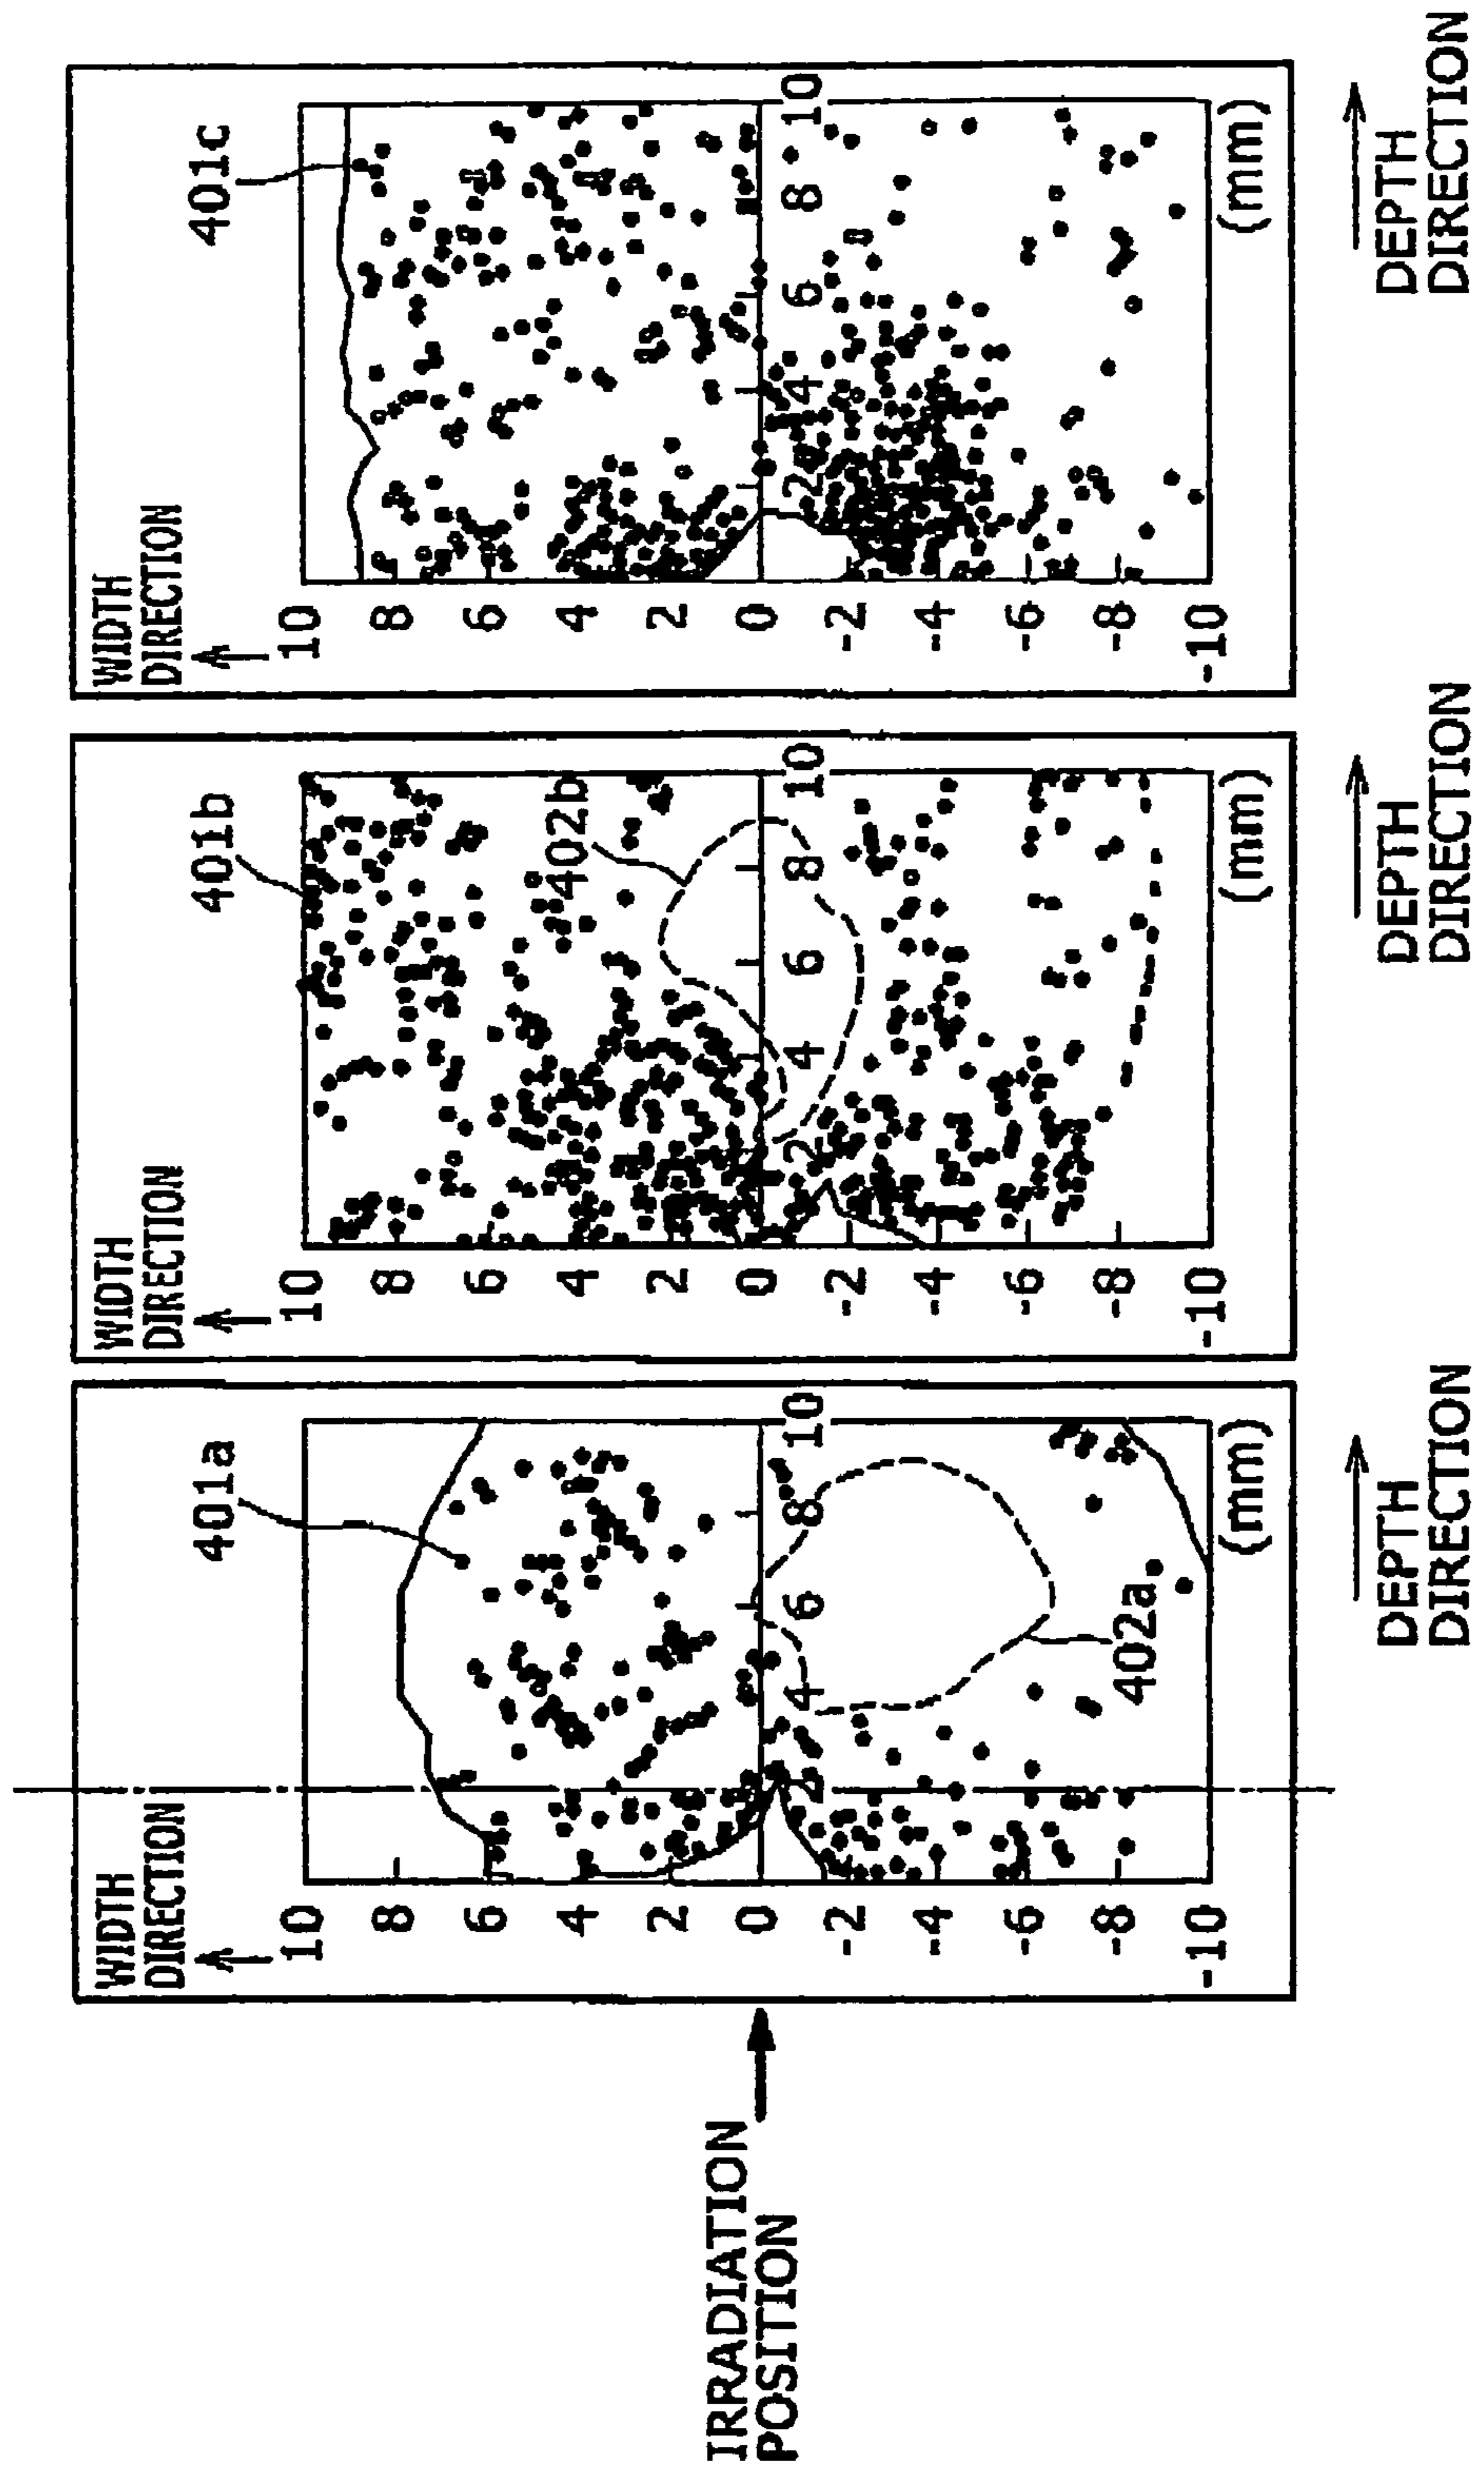 IRRADIATION
POSITION
WIDTH
DIRECTION
401a
10
8
6
4
2
0
2 4 6 8 10
-2
-4
-6
-8
-10
402a
(mm)
DEPTH
DIRECTION
WIDTH
DIRECTION
401b
10
8
6
4
402b
2
0
2 4 6 8 10
-2
-4
-6
-8
-10
(mm)
DEPTH
DIRECTION
WIDTH
DIRECTION
401c
10
8
6
4
2
0
2 4 6 8 10
-2
-4
-6
-8
-10
(mm)
DEPTH
DIRECTION